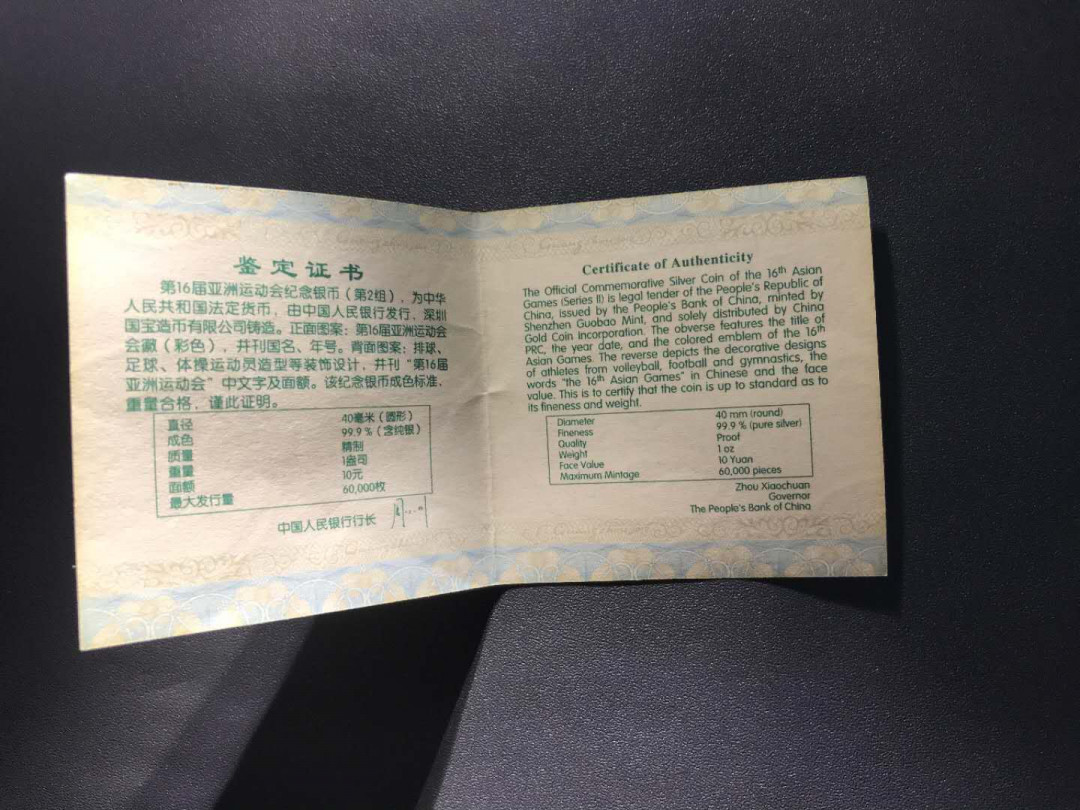 鉴定证书
第16届亚洲运动会纪念银币（第2组），为中华
人民共和国法定货币，由中国人民银行发行，深圳
国宝造币有限公司铸造。正面图案：第16届亚洲运动会
会徽（彩色），并刊国名、年号。背面图案：排球、
足球、体操运动员造型等装饰设计，并刊“第16届
亚洲运动会”中文字及面额。该纪念银币成色标准，
重量合格，谨此证明。
直径 40毫米（圆形）
成色 99.9％（含纯银）
质量 精制
重量 1盎司
面额 10元
最大发行量 60,000枚
中国人民银行行长
Certificate of Authenticity
The Official Commemorative Silver Coin of the 16th Asian
Games (Series II) is legal tender of the People's Republic of
China, issued by the People's Bank of China, minted by
Shenzhen Guobao Mint, and solely distributed by China
Gold Coin Incorporation. The obverse features the title of
PRC, the year date, and the colored emblem of the 16th
Asian Games. The reverse depicts the decorative designs
of athletes from volleyball, football and gymnastics, the
words "the 16th Asian Games" in Chinese and the face
value. This is to certify that the coin is up to standard as to
its fineness and weight.
Diameter 40 mm (round)
Fineness 99.9 % (pure silver)
Quality Proof
Weight 1 oz
Face Value 10 Yuan
Maximum Mintage 60,000 pieces
Zhou Xiaochuan
Governor
The People's Bank of China